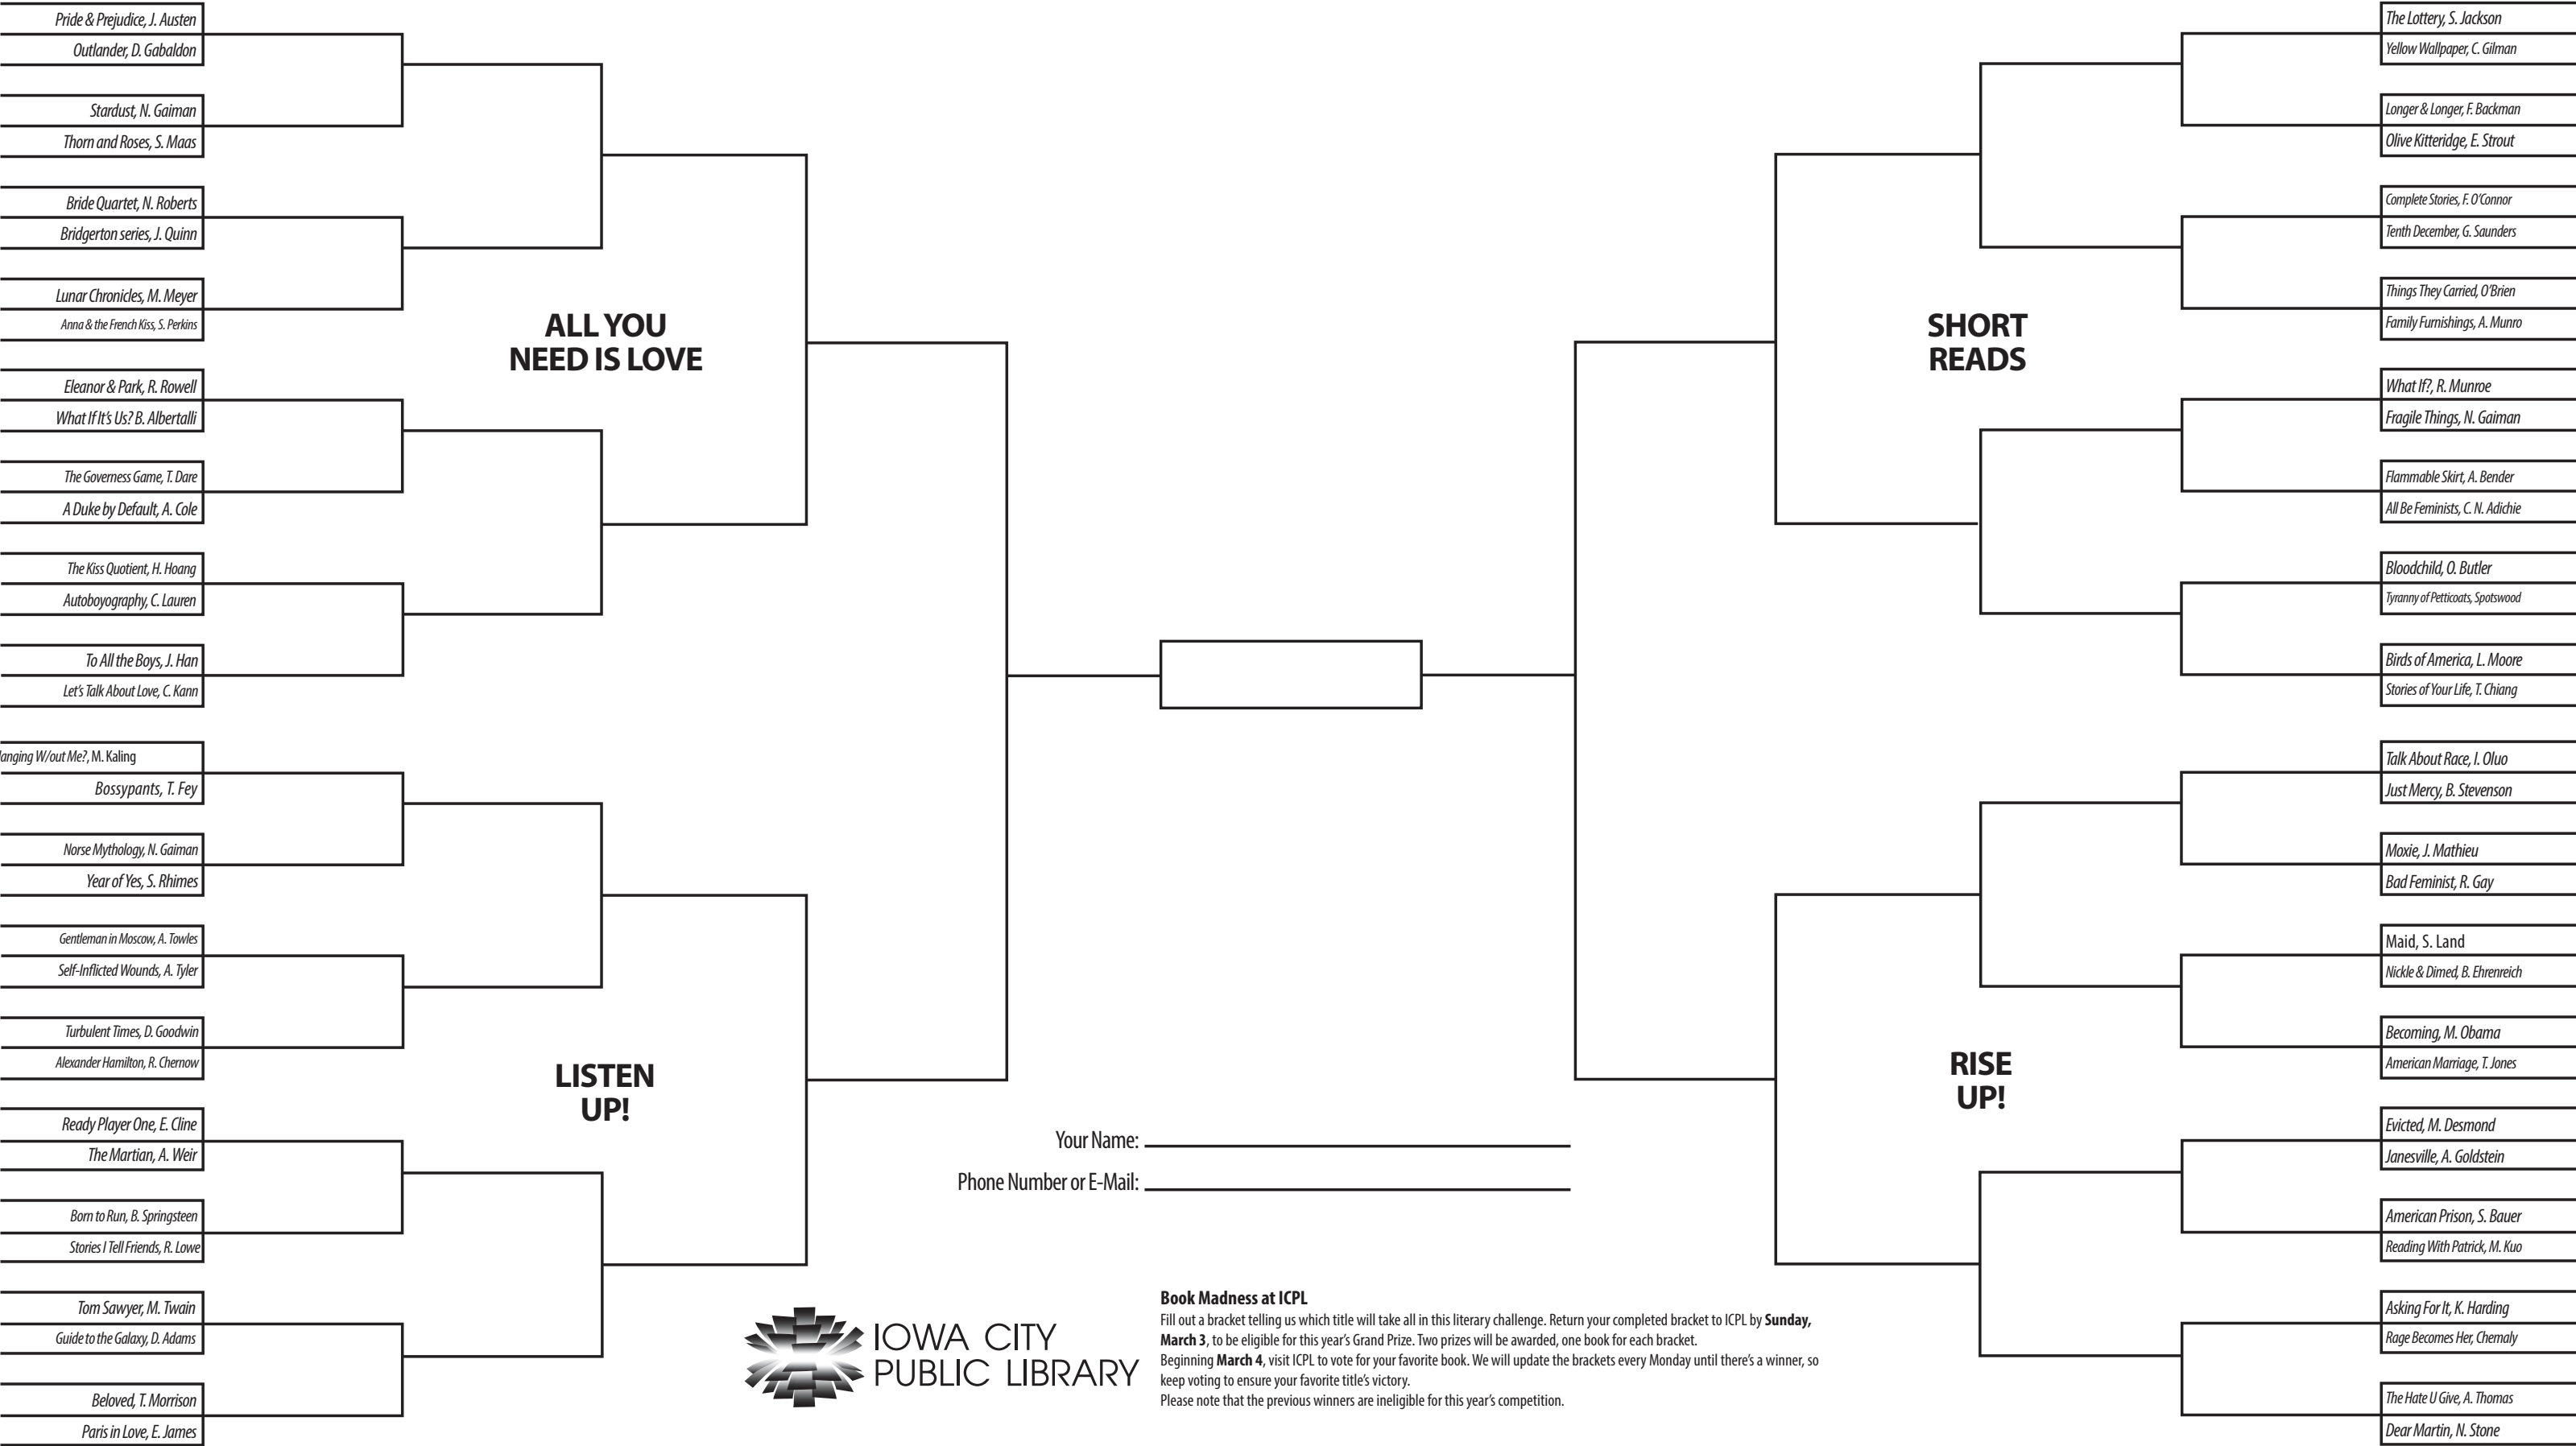 Pride & Prejudice, J. Austen
Outlander, D. Gabaldon
Stardust, N. Gaiman
Thorn and Roses, S. Maas
Bride Quartet, N. Roberts
Bridgerton series, J. Quinn
Lunar Chronicles, M. Meyer
Anna & the French Kiss, S. Perkins
ALL YOU
NEED IS LOVE
Eleanor & Park, R. Rowell
What If It's Us? B. Albertalli
The Governess Game, T. Dare
A Duke by Default, A. Cole
The Kiss Quotient, H. Hoang
Autoboyography, C. Lauren
To All the Boys, J. Han
Let's Talk About Love, C. Kann
W/out Me?, M. Kaling
Bossypants, T. Fey
Norse Mythology, N. Gaiman
Year of Yes, S. Rhimes
Gentleman in Moscow, A. Towles
Self-Inflicted Wounds, A. Tyler
Turbulent Times, D. Goodwin
Alexander Hamilton, R. Chernow
LISTEN
UP!
Ready Player One, E. Cline
The Martian, A. Weir
Born to Run, B. Springsteen
Stories I Tell Friends, R. Lowe
Tom Sawyer, M. Twain
Guide to the Galaxy, D. Adams
Beloved, T. Morrison
Paris in Love, E. James
The Lottery, S. Jackson
Yellow Wallpaper, C. Gilman
Longer & Longer, F. Backman
Olive Kitteridge, E. Strout
Complete Stories, F. O'Connor
Tenth December, G. Saunders
Things They Carried, O'Brien
Family Furnishings, A. Munro
SHORT
READS
What If?, R. Munroe
Fragile Things, N. Gaiman
Flammable Skirt, A. Bender
All Be Feminists, C. N. Adichie
Bloodchild, O. Butler
Tyranny of Petticoats, Spotswood
Birds of America, L. Moore
Stories of Your Life, T. Chiang
Talk About Race, I. Oluo
Just Mercy, B. Stevenson
Moxie, J. Mathieu
Bad Feminist, R. Gay
Maid, S. Land
Nickle & Dimed, B. Ehrenreich
Becoming, M. Obama
American Marriage, T. Jones
RISE
UP!
Evicted, M. Desmond
Janesville, A. Goldstein
American Prison, S. Bauer
Reading With Patrick, M. Kuo
Asking For It, K. Harding
Rage Becomes Her, Chemaly
The Hate U Give, A. Thomas
Dear Martin, N. Stone
Your Name:
Phone Number or E-Mail:
IOWA CITY
PUBLIC LIBRARY
Book Madness at ICPL
Fill out a bracket telling us which title will take all in this literary challenge. Return your completed bracket to ICPL by Sunday,
March 3, to be eligible for this year's Grand Prize. Two prizes will be awarded, one book for each bracket.
Beginning March 4, visit ICPL to vote for your favorite book. We will update the brackets every Monday until there's a winner, so
keep voting to ensure your favorite title's victory.
Please note that the previous winners are ineligible for this year's competition.